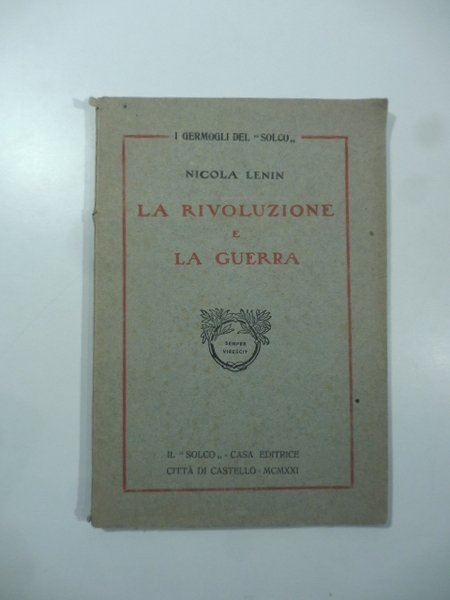 I GERMOGLI DEL "SOLCO„
NICOLA LENIN
LA RIVOLUZIONE
E
LA GUERRA
SEMPER
VIRESCIT
IL "SOLCO„ - CASA EDITRICE
CITTÀ DI CASTELLO - MCMXXI